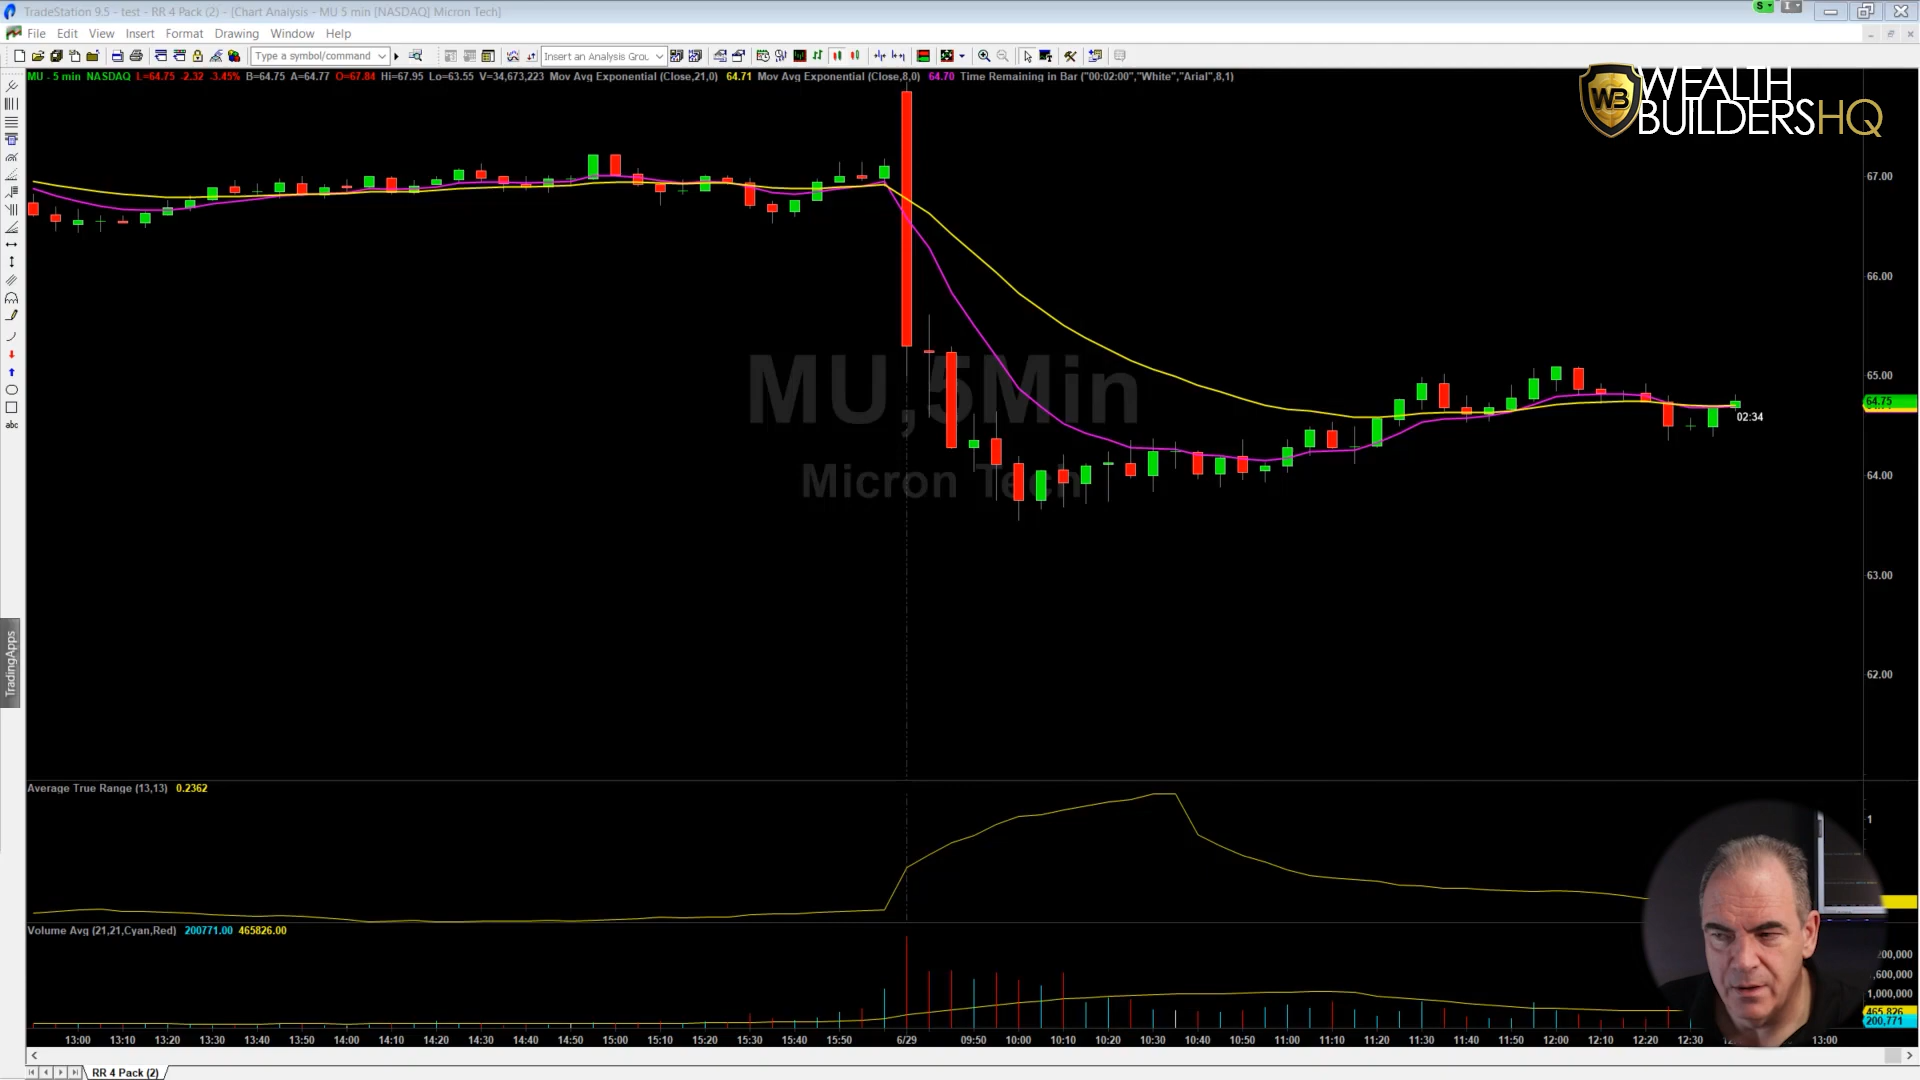 TradeStation 9.5 - test - RR 4 Pack (2) - [Chart Analysis - MU 5 min [NASDAQ] Micron Tech]
File Edit View Insert Format Drawing Window Help
Type a symbol/command
Insert an Analysis Grou
MU - 5 min NASDAQ L=64.75 -2.32 -3.45% B=64.75 A=64.77 O=67.84 Hi=67.95 Lo=63.55 V=34,673,223 Mov Avg Exponential (Close,21,0) 64.71 Mov Avg Exponential (Close,8,0) 64.70 Time Remaining in Bar ("00:02:00","White","Arial",8,1)
WB WEALTH
BUILDERSHQ
67.00
66.00
65.00
64.75
02:34
64.00
63.00
62.00
MU,5Min
Micron Tech
abc
TradingApps
Average True Range (13,13) 0.2362
1
Volume Avg (21,21,Cyan,Red) 200771.00 465826.00
1,000,000
465,826
200,771
13:00 13:10 13:20 13:30 13:40 13:50 14:00 14:10 14:20 14:30 14:40 14:50 15:00 15:10 15:20 15:30 15:40 15:50 6/29 09:50 10:00 10:10 10:20 10:30 10:40 10:50 11:00 11:10 11:20 11:30 11:40 11:50 12:00 12:10 12:20 12:30 13:00
RR 4 Pack (2)